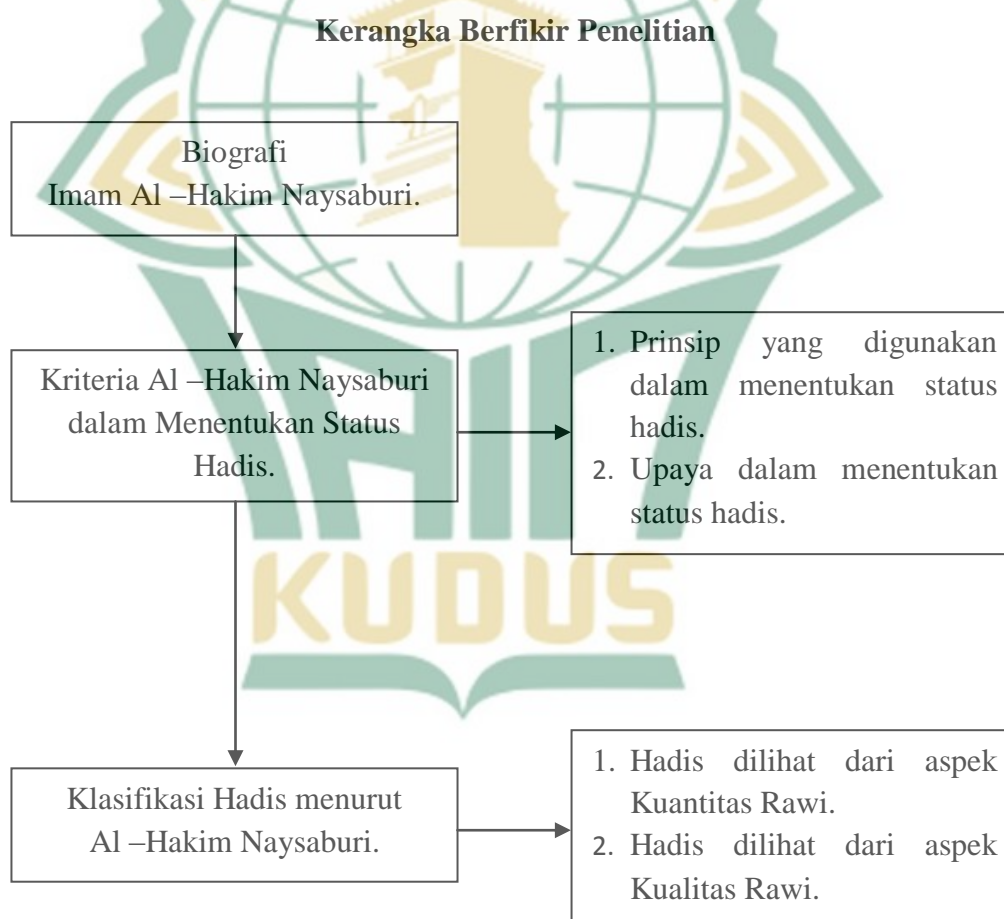 Kerangka Berfikir Penelitian
Biografi
Imam Al –Hakim Naysaburi.
Kriteria Al –Hakim Naysaburi
dalam Menentukan Status
Hadis.
1. Prinsip yang digunakan
dalam menentukan status
hadis.
2. Upaya dalam menentukan
status hadis.
IAIN
KUDUS
Klasifikasi Hadis menurut
Al –Hakim Naysaburi.
1. Hadis dilihat dari aspek
Kuantitas Rawi.
2. Hadis dilihat dari aspek
Kualitas Rawi.